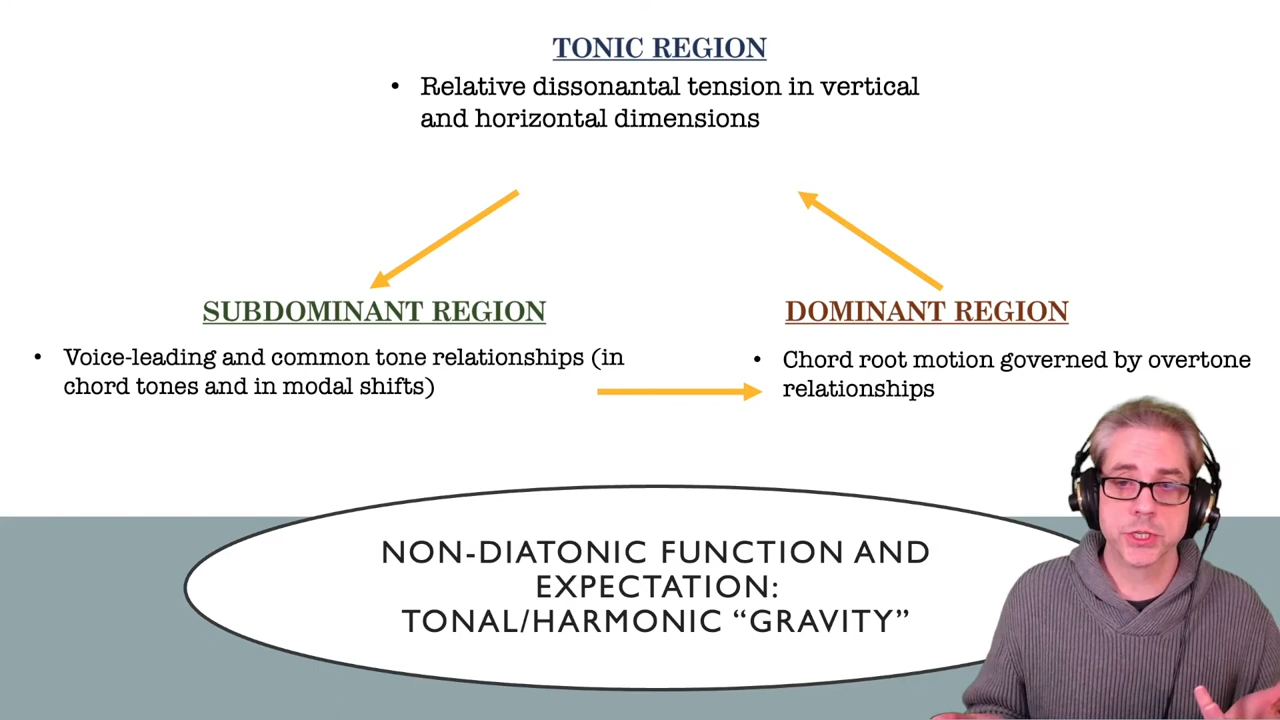 TONIC REGION
• Relative dissonantal tension in vertical
and horizontal dimensions
SUBDOMINANT REGION
• Voice-leading and common tone relationships (in
chord tones and in modal shifts)
DOMINANT REGION
• Chord root motion governed by overtone
relationships
NON-DIATONIC FUNCTION AND
EXPECTATION:
TONAL/HARMONIC “GRAVITY”